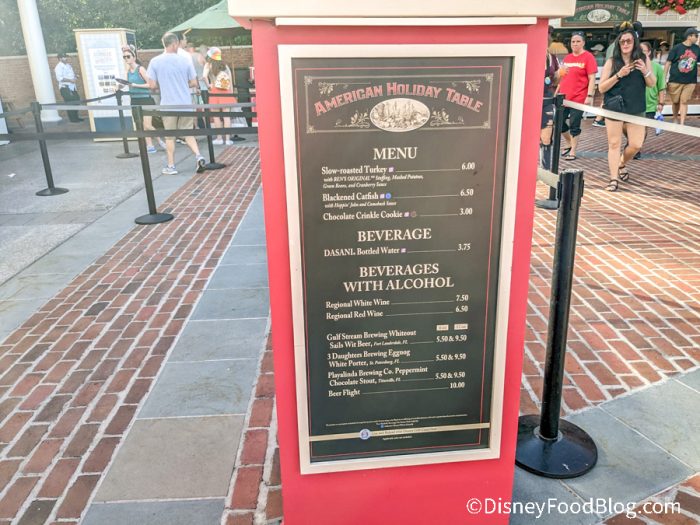 AMERICAN HOLIDAY TABLE
AMERICAN HOLIDAY TABLE
MENU
Slow-roasted Turkey 6.00
with BEN'S ORIGINAL™ Stuffing, Mashed Potatoes,
Green Beans, and Cranberry Sauce
Blackened Catfish 6.50
with Hoppin' John and Comeback Sauce
Chocolate Crinkle Cookie 3.00
BEVERAGE
DASANI Bottled Water 3.75
BEVERAGES
WITH ALCOHOL
Regional White Wine 7.50
Regional Red Wine 6.50
Gulf Stream Brewing Whiteout
Sails Wit Beer, Fort Lauderdale, FL 5.50 & 9.50
3 Daughters Brewing Eggnog
White Porter, St. Petersburg, FL 5.50 & 9.50
Playalinda Brewing Co. Peppermint
Chocolate Stout, Titusville, FL 5.50 & 9.50
Beer Flight 10.00
©DisneyFoodBlog.com